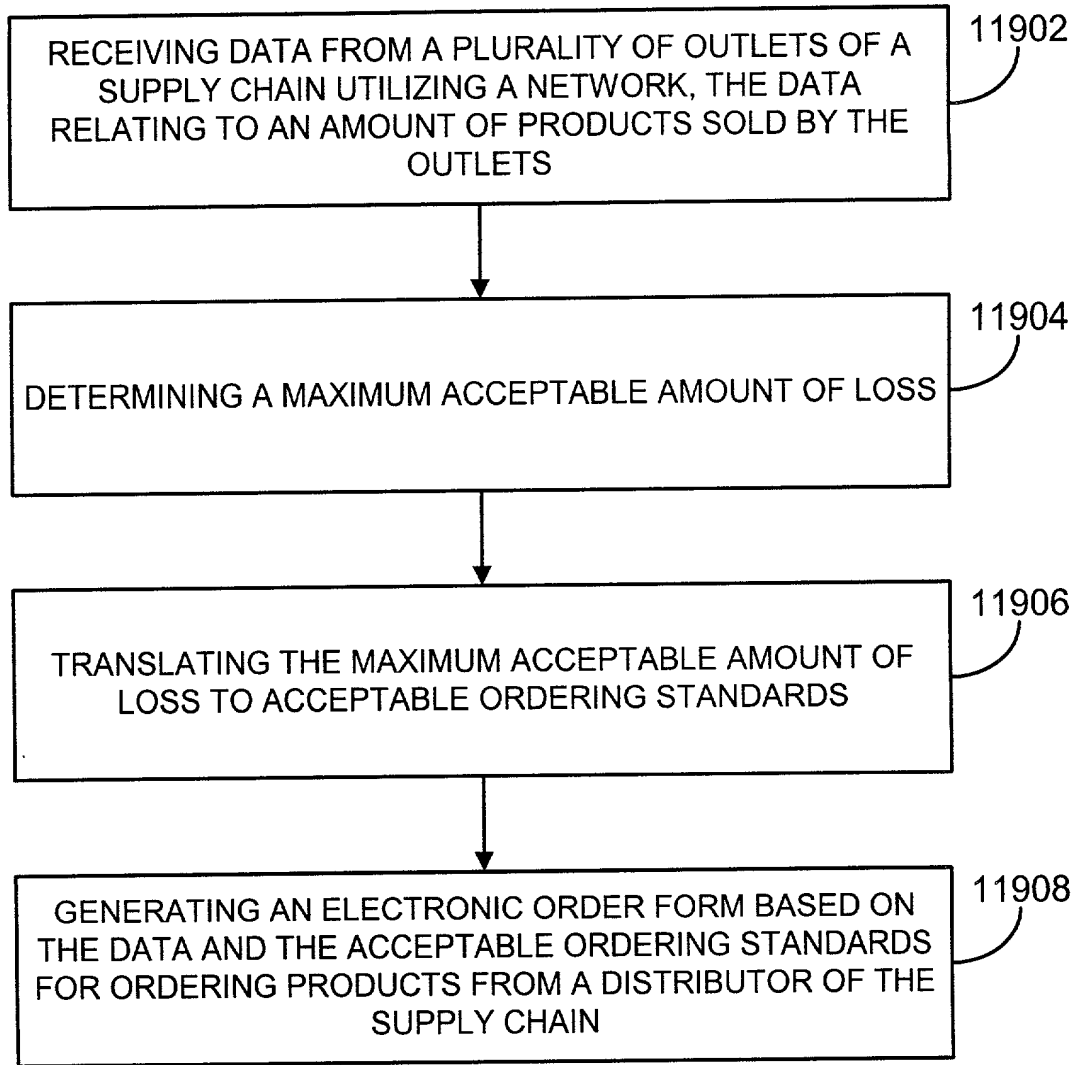 RECEIVING DATA FROM A PLURALITY OF OUTLETS OF A
SUPPLY CHAIN UTILIZING A NETWORK, THE DATA
RELATING TO AN AMOUNT OF PRODUCTS SOLD BY THE
OUTLETS
11902
DETERMINING A MAXIMUM ACCEPTABLE AMOUNT OF LOSS
11904
TRANSLATING THE MAXIMUM ACCEPTABLE AMOUNT OF
LOSS TO ACCEPTABLE ORDERING STANDARDS
11906
GENERATING AN ELECTRONIC ORDER FORM BASED ON
THE DATA AND THE ACCEPTABLE ORDERING STANDARDS
FOR ORDERING PRODUCTS FROM A DISTRIBUTOR OF THE
SUPPLY CHAIN
11908